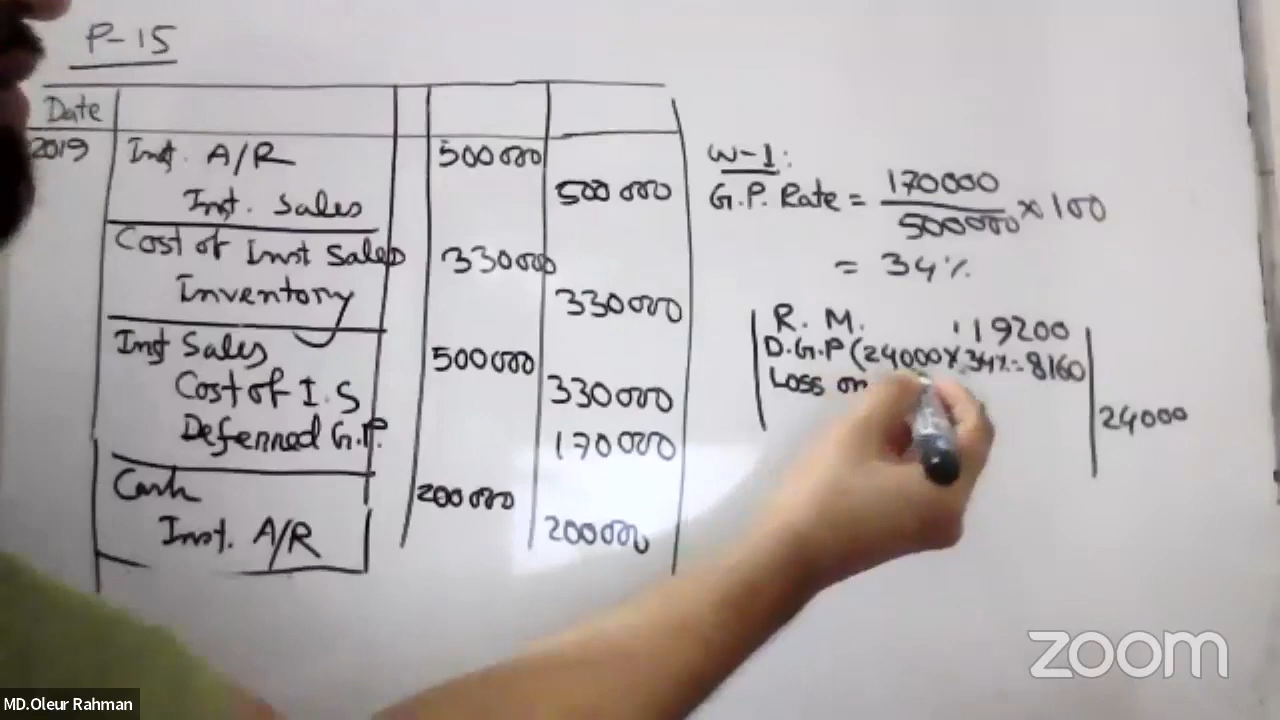 P-15
Date
2019 Inst. A/R 500000
Inst. Sales 500000
Cost of Inst Sales 330000
Inventory 330000
Inst Sales 500000
Cost of I.S 330000
Deferred G.P. 170000
Cash 200000
Inst. A/R 200000
W-1:
G.P. Rate = 170000/500000 × 100
= 34%
R. M. 19200
D.G.P (24000×34%= 8160
Loss on
24000
zoom
MD.Oleur Rahman